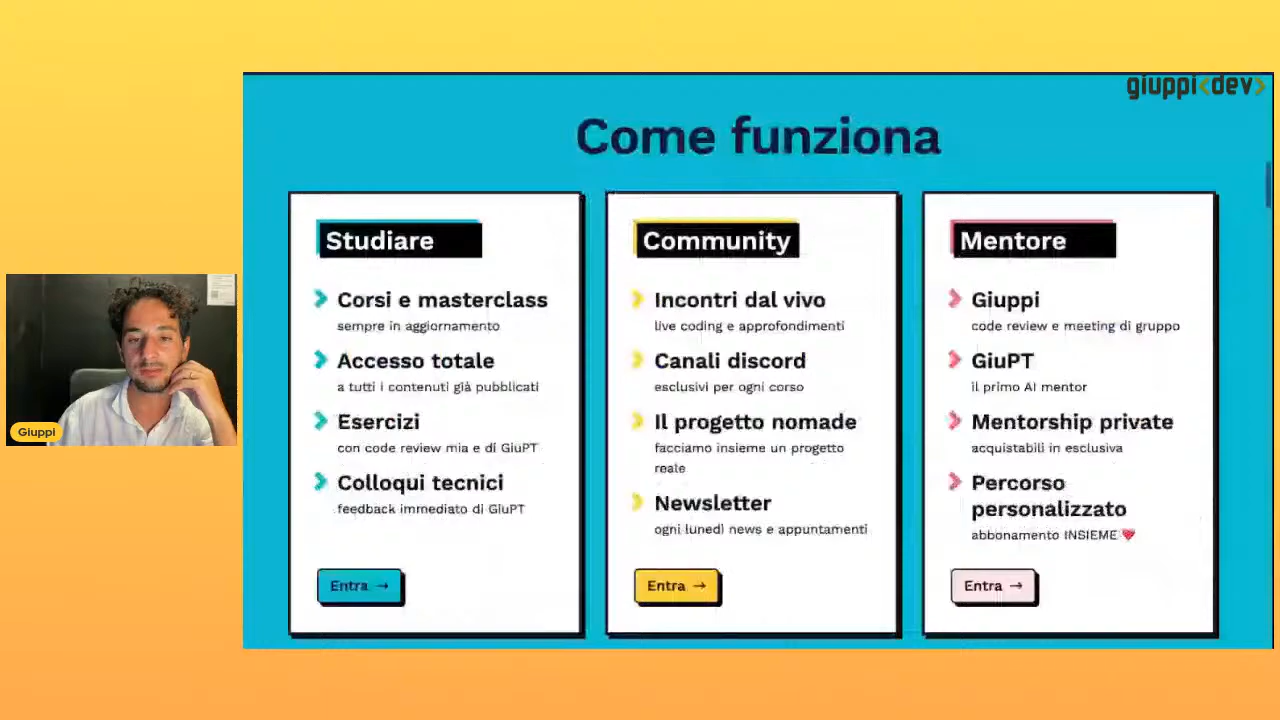 giuppi<dev>
Come funziona
Studiare
Corsi e masterclass
sempre in aggiornamento
Accesso totale
a tutti i contenuti già pubblicati
Esercizi
con code review mia e di GiuPT
Colloqui tecnici
feedback immediato di GiuPT
Entra →
Community
Incontri dal vivo
live coding e approfondimenti
Canali discord
esclusivi per ogni corso
Il progetto nomade
facciamo insieme un progetto
reale
Newsletter
ogni lunedì news e appuntamenti
Entra →
Mentore
Giuppi
code review e meeting di gruppo
GiuPT
il primo AI mentor
Mentorship private
acquistabili in esclusiva
Percorso
personalizzato
abbonamento INSIEME
Entra →
Giuppi